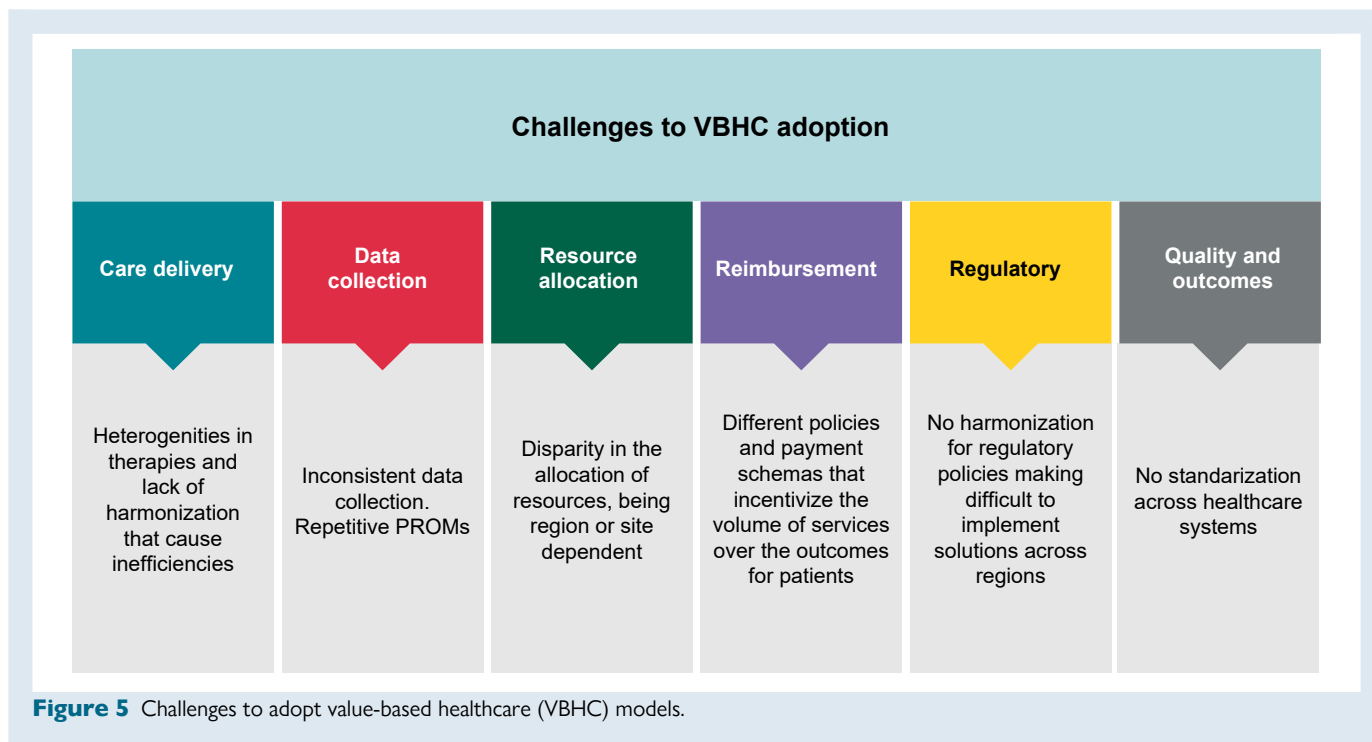 Challenges to VBHC adoption
Care delivery
Data
collection
Resource
allocation
Reimbursement
Regulatory
Quality and
outcomes
Heterogenities in
therapies and
lack of
harmonization
that cause
inefficiencies
Inconsistent data
collection.
Repetitive PROMs
Disparity in the
allocation of
resources, being
region or site
dependent
Different policies
and payment
schemas that
incentivize the
volume of services
over the outcomes
for patients
No harmonization
for regulatory
policies making
difficult to
implement
solutions across
regions
No standarization
across healthcare
systems
Figure 5 Challenges to adopt value-based healthcare (VBHC) models.